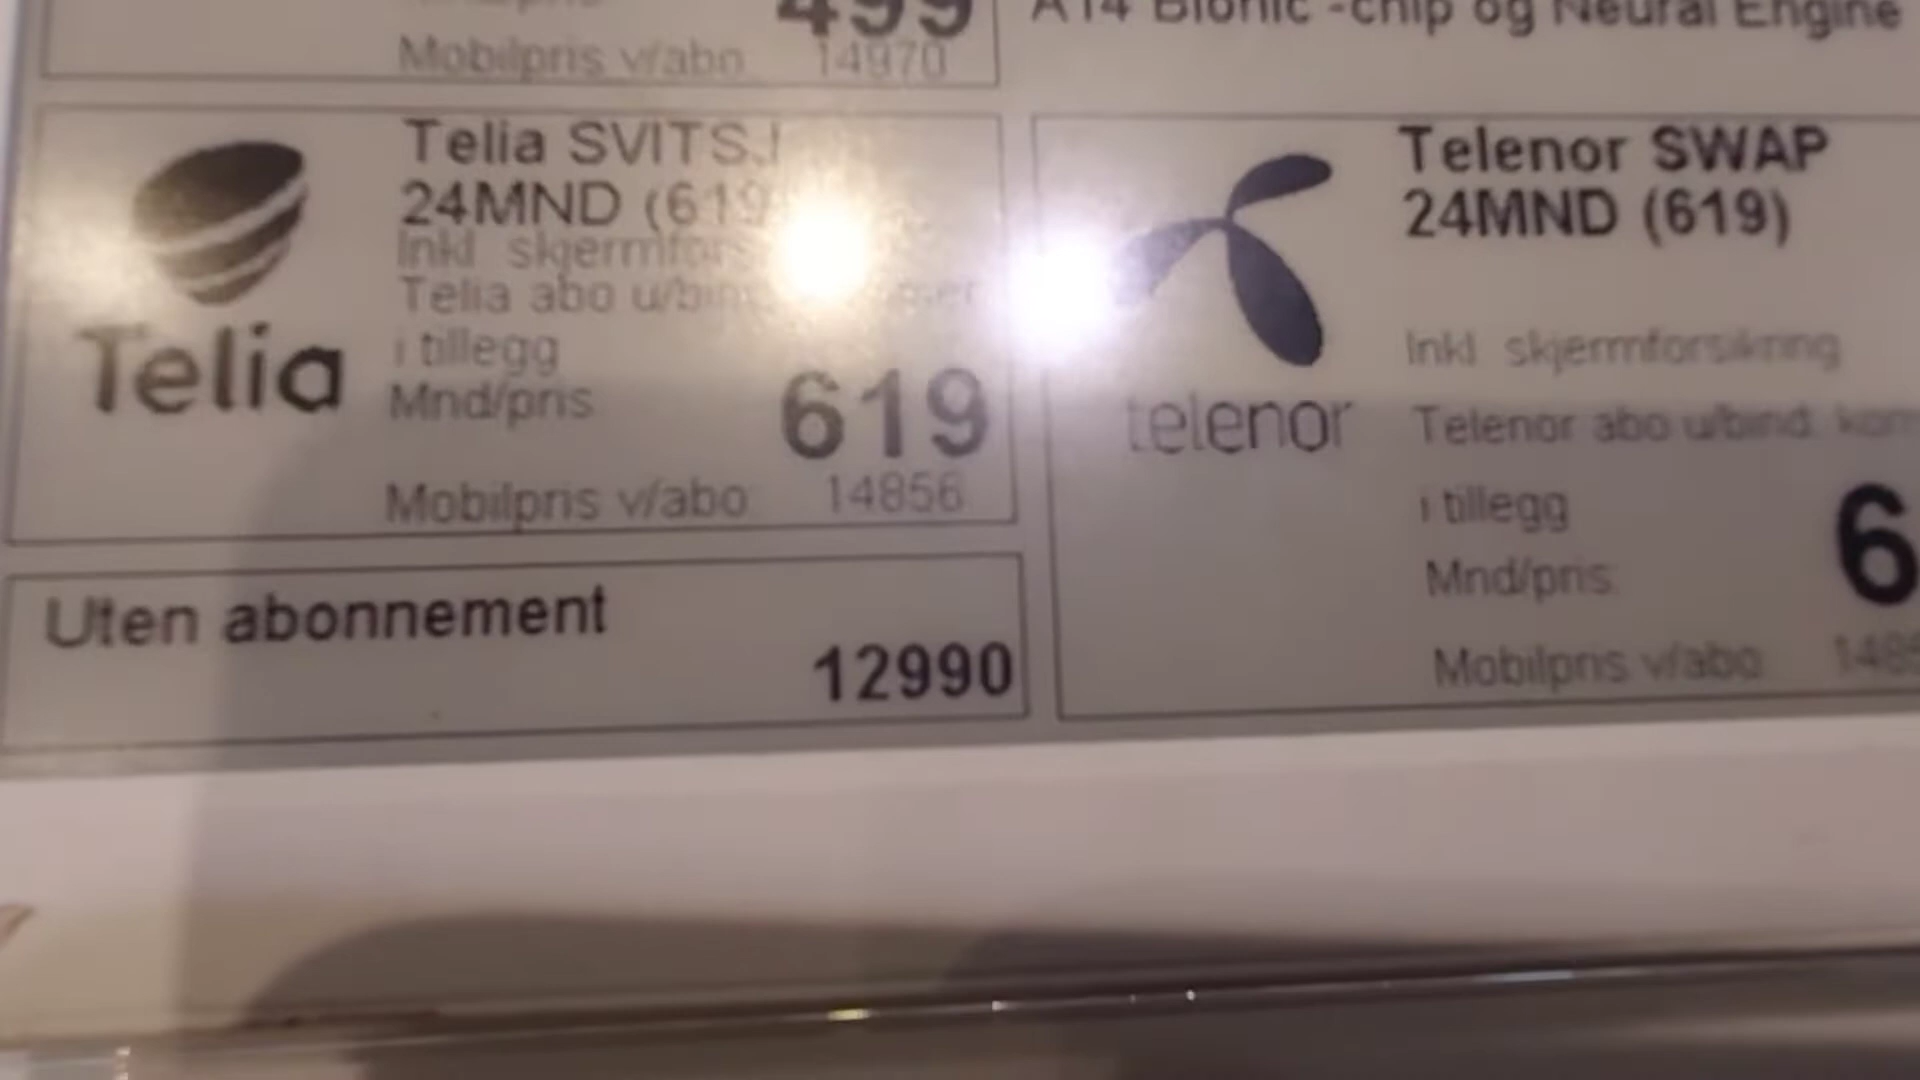 499
A14 Bionic -chip og Neural Engine
Mobilpris v/abo 14970
Telia SVITSJ
24MND (619
Inkl skjermfors
Telia abo u/bind
i tillegg
Mnd/pris 619
Mobilpris v/abo 14856
Telia
Uten abonnement
12990
Telenor SWAP
24MND (619)
Inkl skjermforsikring
telenor
Telenor abo u/bind. kom
i tillegg
Mnd/pris 6
Mobilpris v/abo 1485